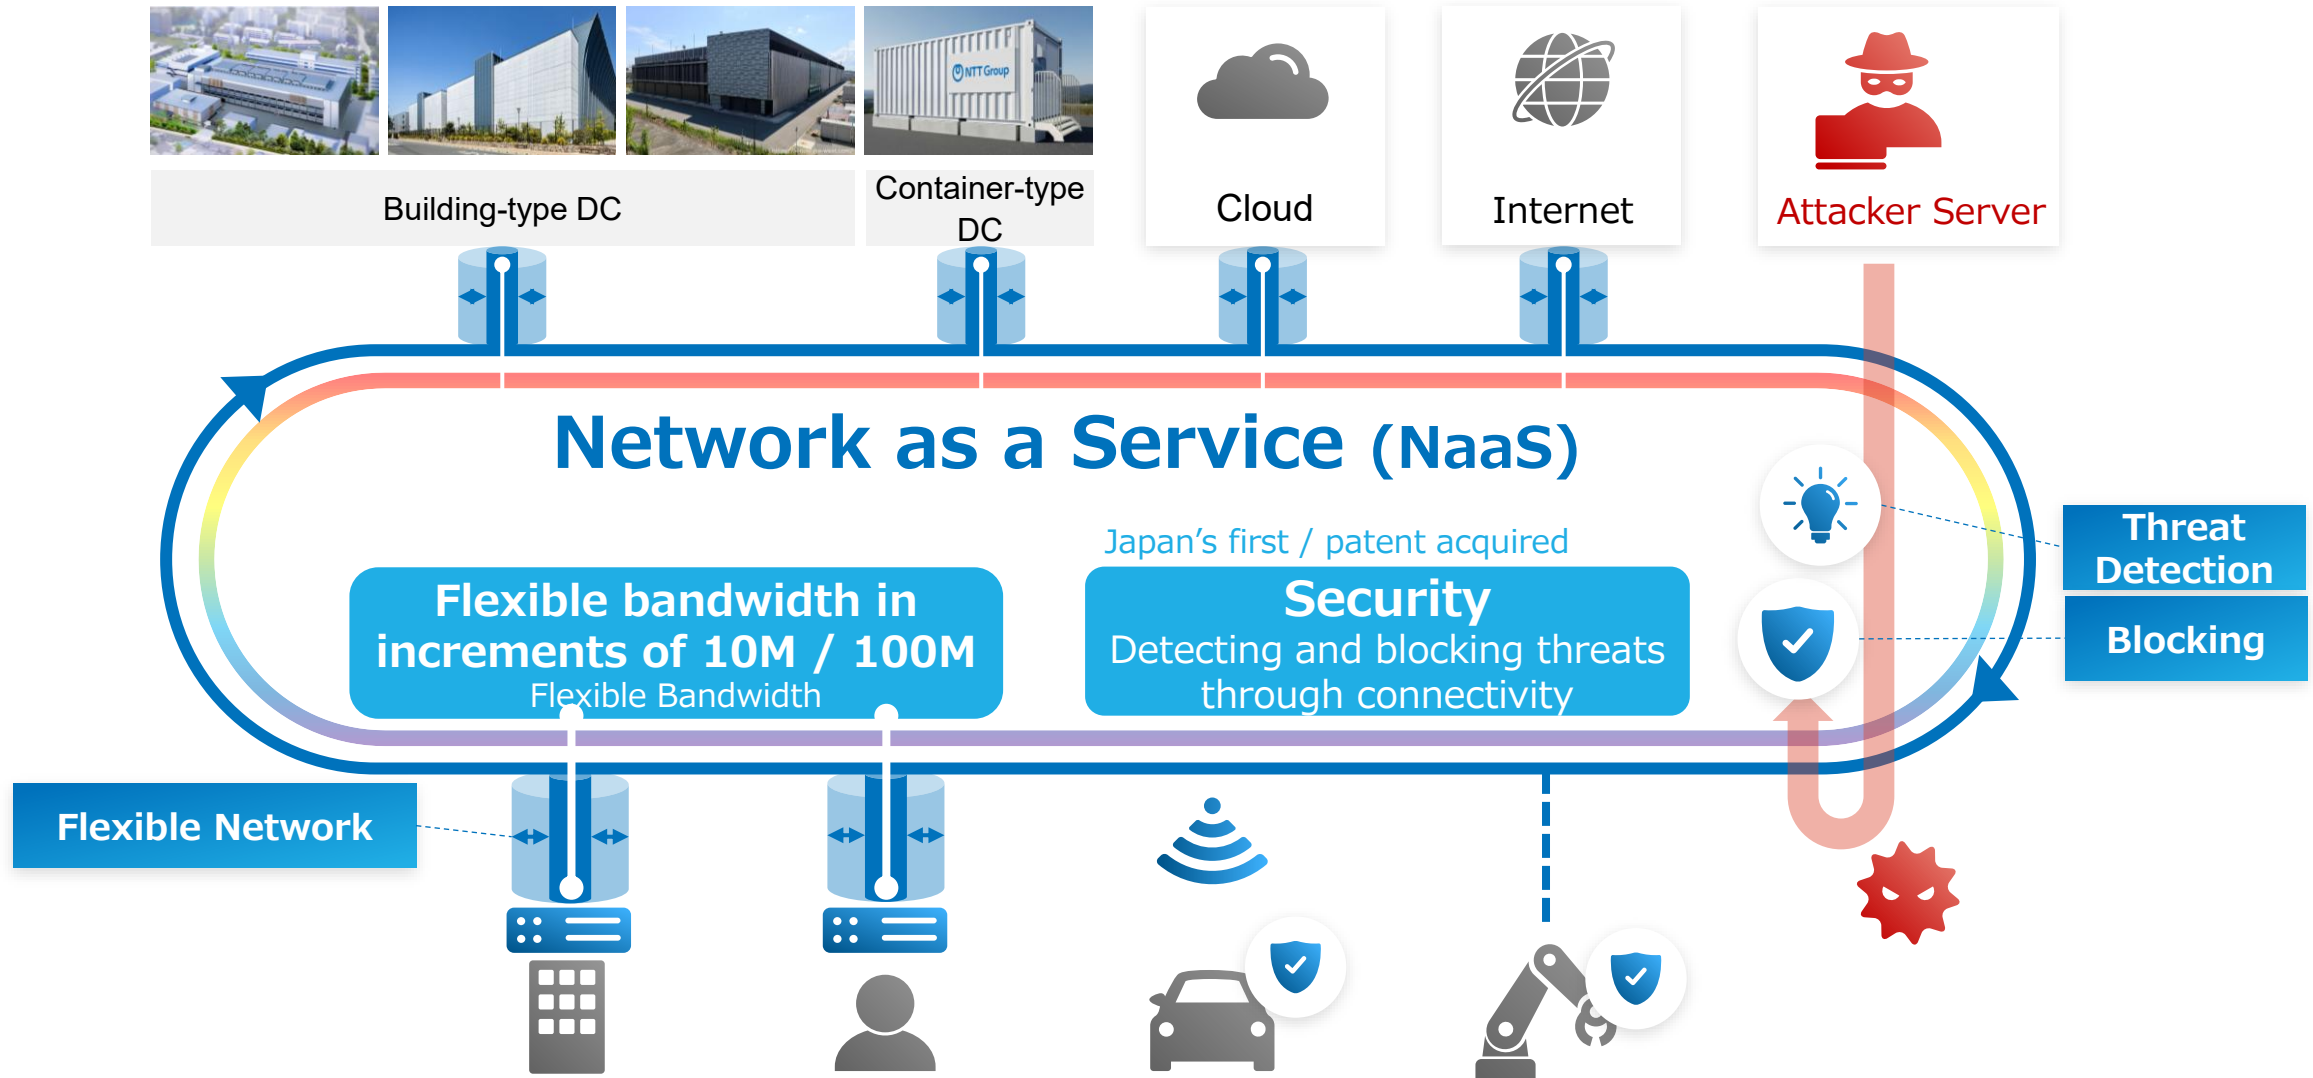 NTT Group
Building-type DC
Container-type
DC
Cloud
Internet
Attacker Server
Network as a Service (NaaS)
Japan's first / patent acquired
Flexible bandwidth in
increments of 10M / 100M
Flexible Bandwidth
Security
Detecting and blocking threats
through connectivity
Threat
Detection
Blocking
Flexible Network